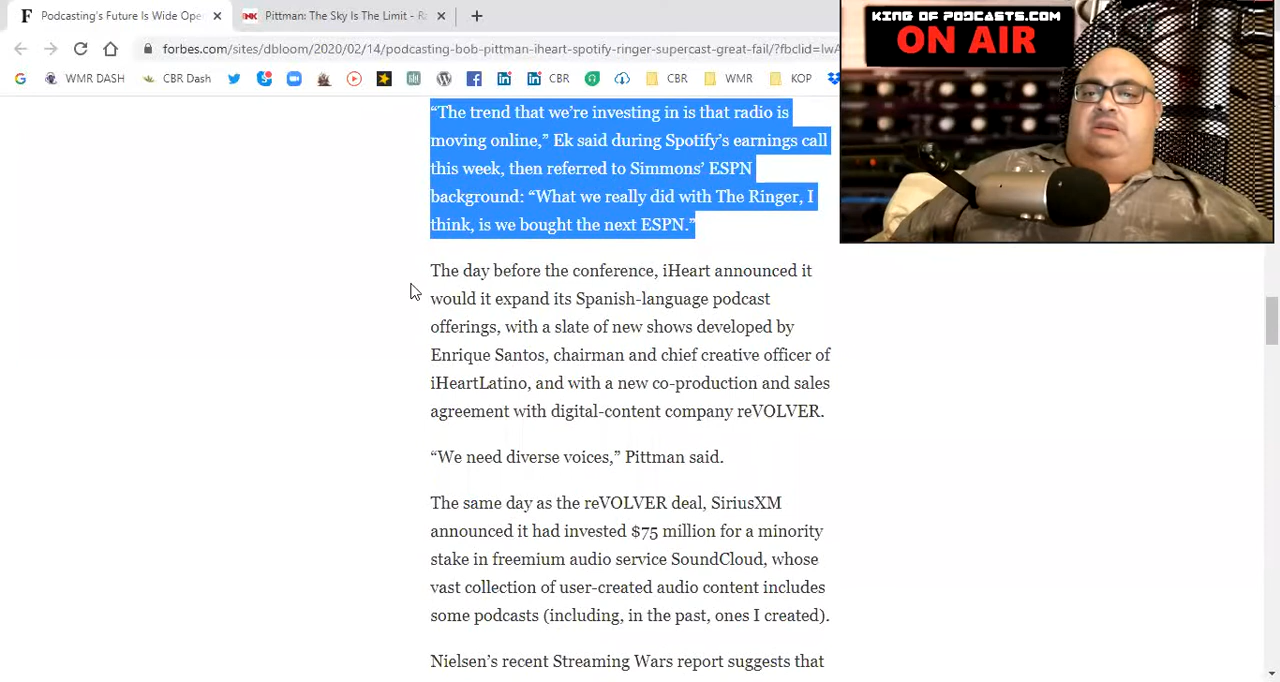 Podcasting's Future Is Wide Ope
Pittman: The Sky Is The Limit - Ra
forbes.com/sites/dbloom/2020/02/14/podcasting-bob-pittman-iheart-spotify-ringer-supercast-great-fail/?fbclid=IwA
WMR DASH
CBR Dash
CBR
CBR
WMR
KOP
KING OF PODCASTS.COM
ON AIR
“The trend that we’re investing in is that radio is
moving online,” Ek said during Spotify’s earnings call
this week, then referred to Simmons’ ESPN
background: “What we really did with The Ringer, I
think, is we bought the next ESPN.”
The day before the conference, iHeart announced it
would it expand its Spanish-language podcast
offerings, with a slate of new shows developed by
Enrique Santos, chairman and chief creative officer of
iHeartLatino, and with a new co-production and sales
agreement with digital-content company reVOLVER.
“We need diverse voices,” Pittman said.
The same day as the reVOLVER deal, SiriusXM
announced it had invested $75 million for a minority
stake in freemium audio service SoundCloud, whose
vast collection of user-created audio content includes
some podcasts (including, in the past, ones I created).
Nielsen’s recent Streaming Wars report suggests that